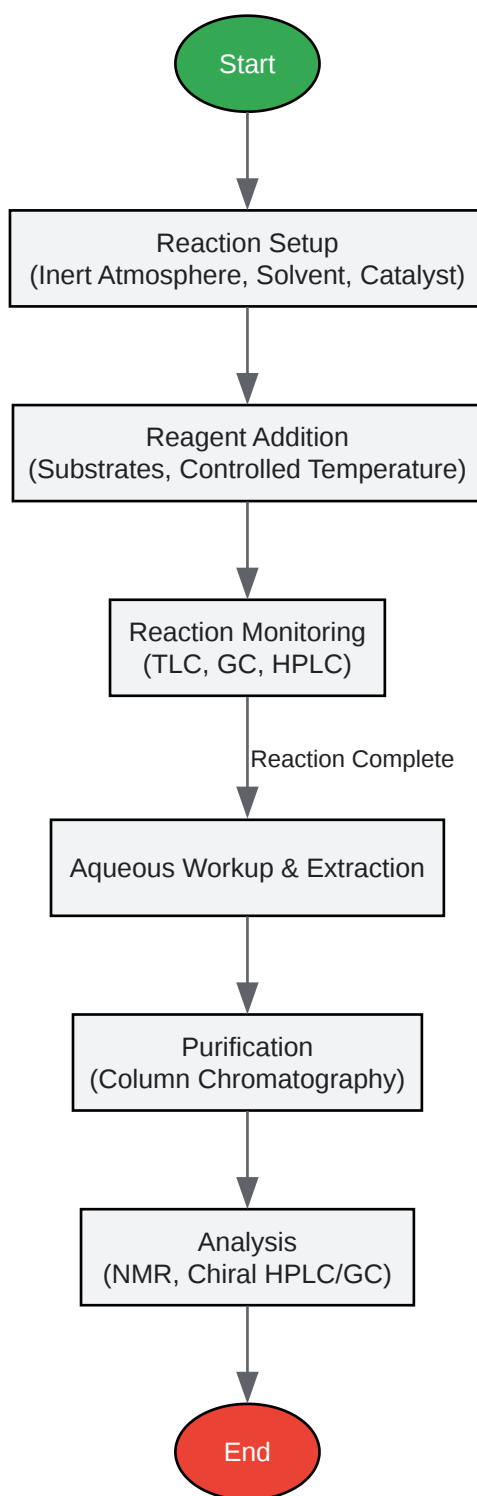 Start
Reaction Setup
(Inert Atmosphere, Solvent, Catalyst)
Reagent Addition
(Substrates, Controlled Temperature)
Reaction Monitoring
(TLC, GC, HPLC)
Reaction Complete
Aqueous Workup & Extraction
Purification
(Column Chromatography)
Analysis
(NMR, Chiral HPLC/GC)
End